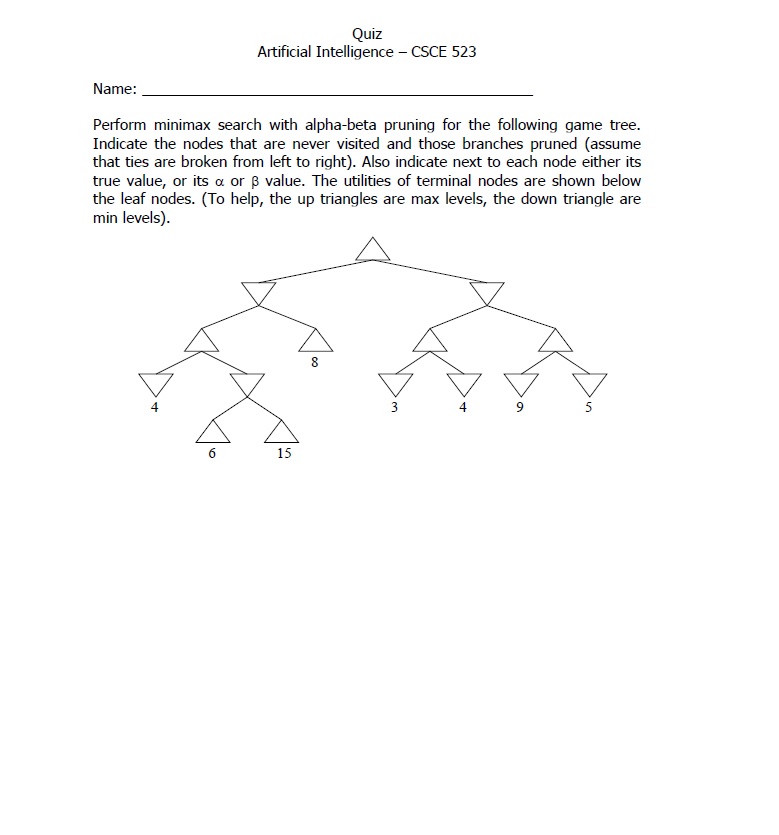 Quiz
Artificial Intelligence – CSCE 523
Name:
Perform minimax search with alpha-beta pruning for the following game tree.
Indicate the nodes that are never visited and those branches pruned (assume
that ties are broken from left to right). Also indicate next to each node either its
true value, or its α or β value. The utilities of terminal nodes are shown below
the leaf nodes. (To help, the up triangles are max levels, the down triangle are
min levels).
8
4 3 4 9 5
6 15